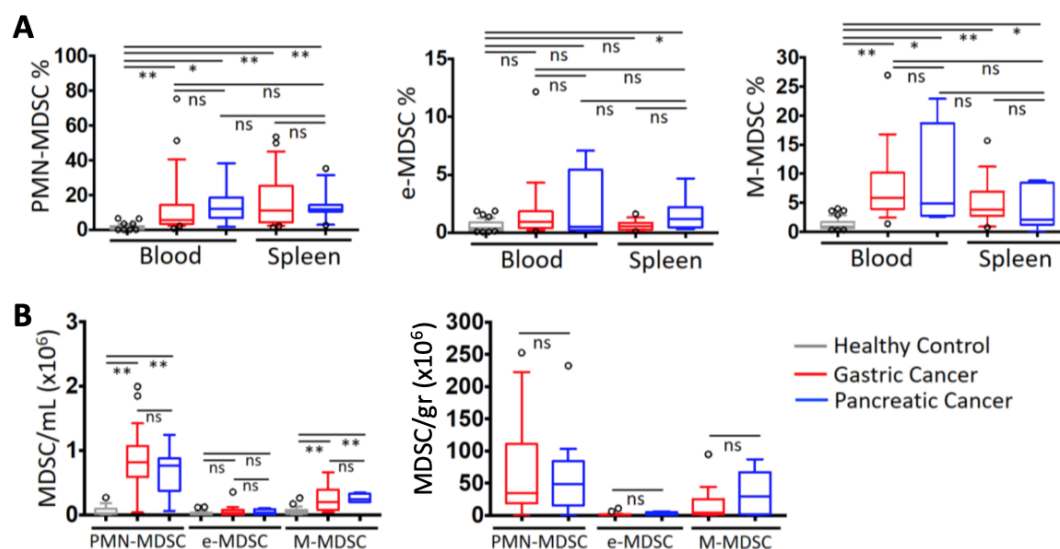 A
PMN-MDSC %
100
80
60
40
20
0
** * ** **
ns ns
ns ns
Blood Spleen
e-MDSC %
15
10
5
0
ns ns ns *
ns ns
ns ns
Blood Spleen
M-MDSC %
30
25
20
15
10
5
0
** * ** *
ns ns
ns ns
Blood Spleen
B
MDSC/mL (x10⁶)
3
2
1
0
** **
ns
ns ns
ns
** **
ns
PMN-MDSC e-MDSC M-MDSC
MDSC/gr (x10⁶)
300
250
200
150
100
50
0
ns
ns
ns
PMN-MDSC e-MDSC M-MDSC
Healthy Control
Gastric Cancer
Pancreatic Cancer